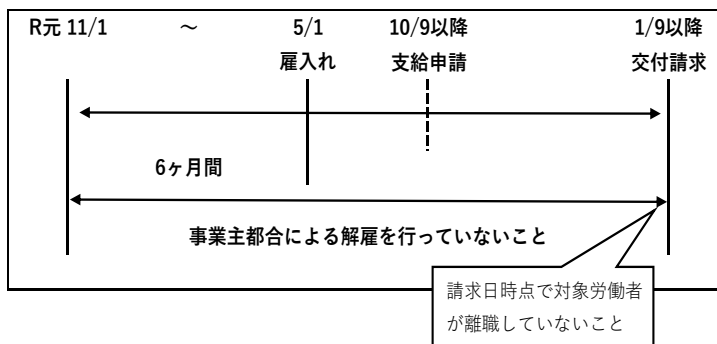 R元 11/1 ～ 5/1 10/9以降 1/9以降
雇入れ 支給申請 交付請求
6ヶ月間
事業主都合による解雇を行っていないこと
請求日時点で対象労働者
が離職していないこと